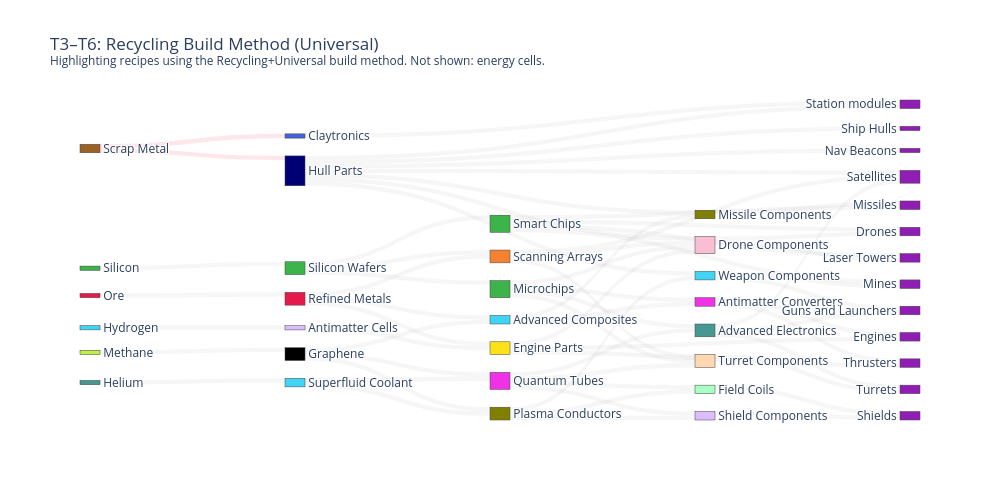 T3–T6: Recycling Build Method (Universal)
Highlighting recipes using the Recycling+Universal build method. Not shown: energy cells.
Scrap Metal
Silicon
Ore
Hydrogen
Methane
Helium
Claytronics
Hull Parts
Silicon Wafers
Refined Metals
Antimatter Cells
Graphene
Superfluid Coolant
Smart Chips
Scanning Arrays
Microchips
Advanced Composites
Engine Parts
Quantum Tubes
Plasma Conductors
Missile Components
Drone Components
Weapon Components
Antimatter Converters
Advanced Electronics
Turret Components
Field Coils
Shield Components
Station modules
Ship Hulls
Nav Beacons
Satellites
Missiles
Drones
Laser Towers
Mines
Guns and Launchers
Engines
Thrusters
Turrets
Shields